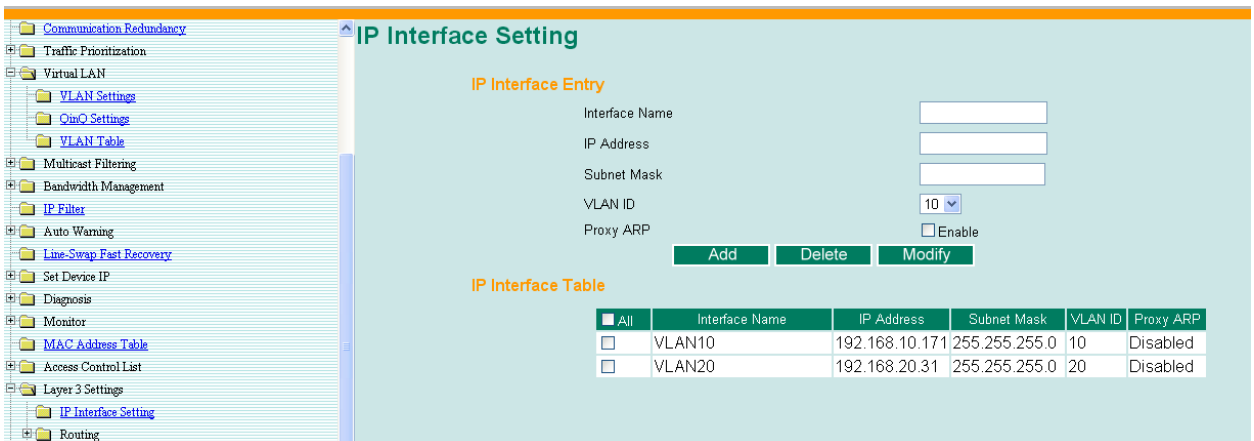 Communication Redundancy
Traffic Prioritization
Virtual LAN
VLAN Settings
QinQ Settings
VLAN Table
Multicast Filtering
Bandwidth Management
IP Filter
Auto Warning
Line-Swap Fast Recovery
Set Device IP
Diagnosis
Monitor
MAC Address Table
Access Control List
Layer 3 Settings
IP Interface Setting
Routing
IP Interface Setting
IP Interface Entry
Interface Name
IP Address
Subnet Mask
VLAN ID 10
Proxy ARP Enable
Add Delete Modify
IP Interface Table
All Interface Name IP Address Subnet Mask VLAN ID Proxy ARP
VLAN10 192.168.10.171 255.255.255.0 10 Disabled
VLAN20 192.168.20.31 255.255.255.0 20 Disabled